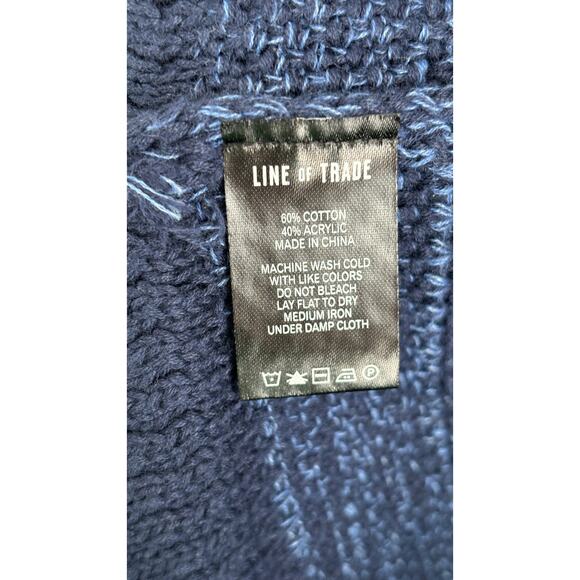 LINE OF TRADE
60% COTTON
40% ACRYLIC
MADE IN CHINA
MACHINE WASH COLD
WITH LIKE COLORS
DO NOT BLEACH
LAY FLAT TO DRY
MEDIUM IRON
UNDER DAMP CLOTH
P